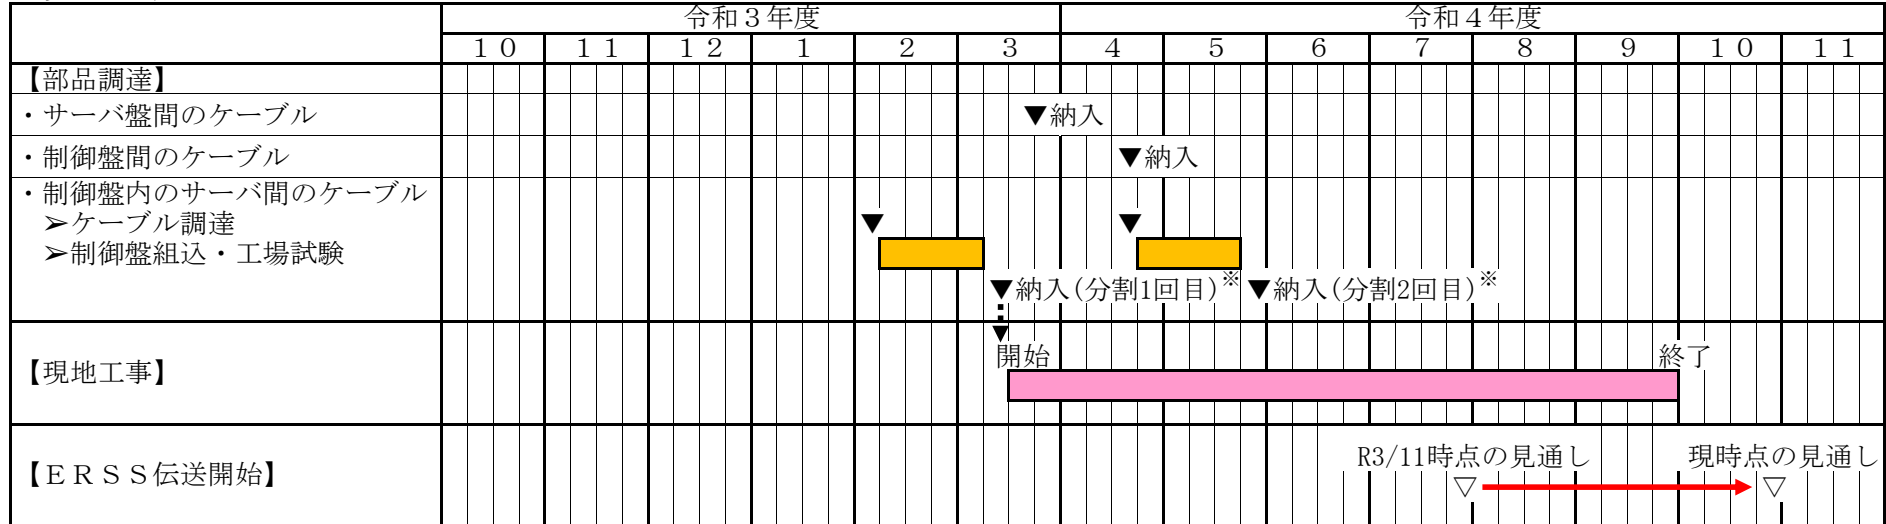 令和３年度 令和４年度
１０ １１ １２ １ ２ ３ ４ ５ ６ ７ ８ ９ １０ １１
【部品調達】
・サーバ盤間のケーブル ▼納入
・制御盤間のケーブル ▼納入
・制御盤内のサーバ間のケーブル
➢ケーブル調達 ▼ ▼
➢制御盤組込・工場試験
▼納入(分割1回目)※ ▼納入(分割2回目)※
開始 終了
【現地工事】
R3/11時点の見通し 現時点の見通し
【ＥＲＳＳ伝送開始】
▽ ▽